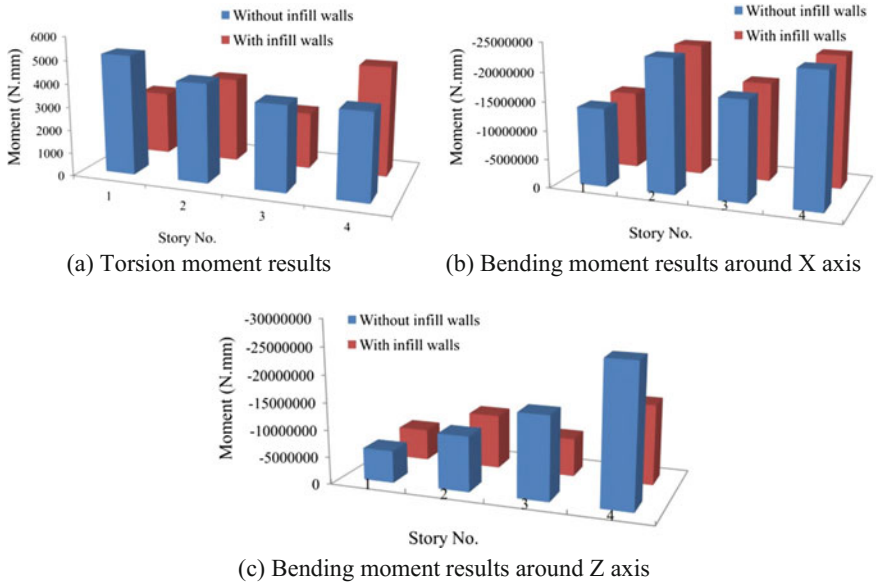 Without infill walls
With infill walls
6000
5000
4000
3000
2000
1000
0
Moment (N.mm)
1
2
3
4
Story No.
(a) Torsion moment results
Without infill walls
With infill walls
-25000000
-20000000
-15000000
-10000000
-5000000
0
Moment (N.mm)
1
2
3
4
Story No.
(b) Bending moment results around X axis
Without infill walls
With infill walls
-30000000
-25000000
-20000000
-15000000
-10000000
-5000000
0
Moment (N.mm)
1
2
3
4
Story No.
(c) Bending moment results around Z axis